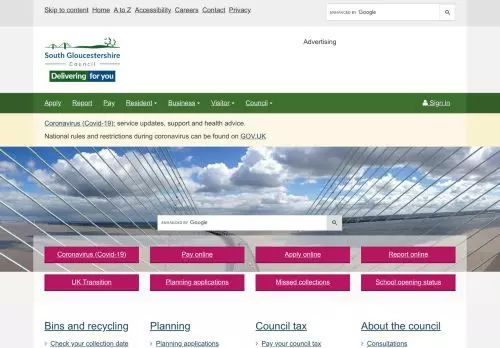 Skip to content Home A to Z Accessibility Careers Contact Privacy
ENHANCED BY Google
South Gloucestershire
Council
Delivering for you
Advertising
Apply Report Pay Resident Business Visitor Council Sign in
Coronavirus (Covid-19): service updates, support and health advice.
National rules and restrictions during coronavirus can be found on GOV.UK
ENHANCED BY Google
Coronavirus (Covid-19) Pay online Apply online Report online
UK Transition Planning applications Missed collections School opening status
Bins and recycling Planning Council tax About the council
Check your collection date Planning applications Pay your council tax Consultations